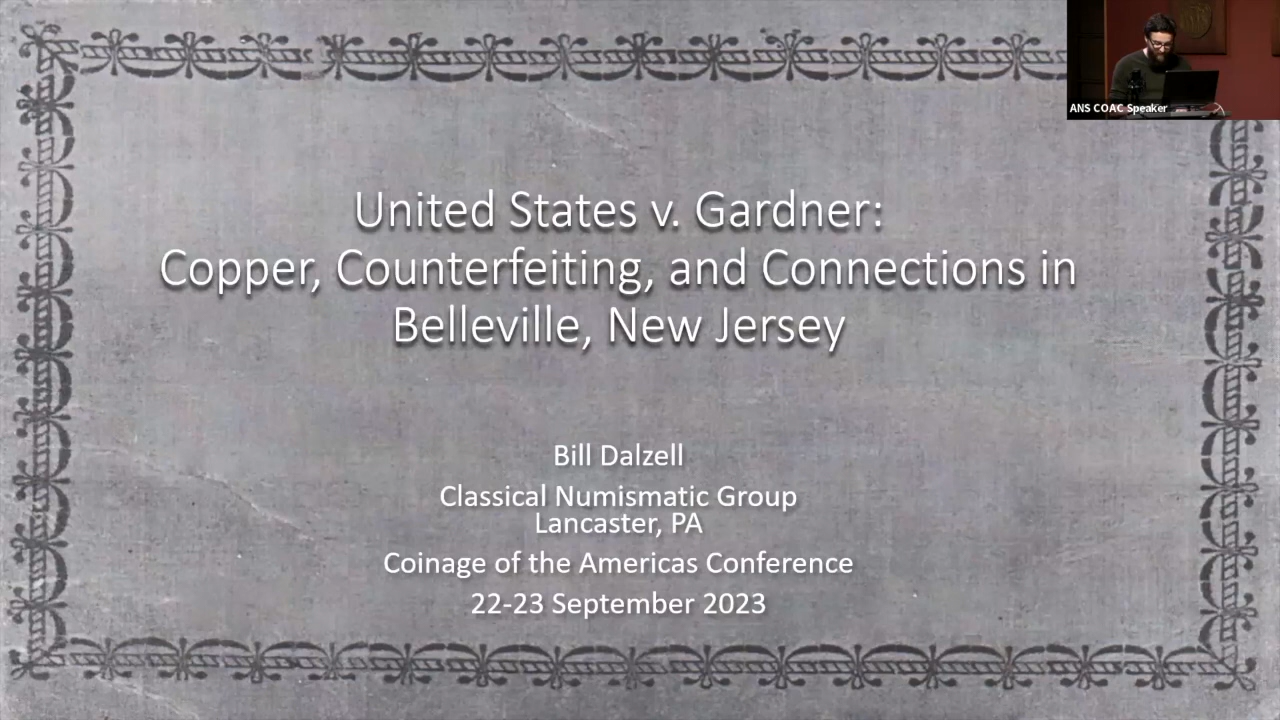 ANS COAC Speaker
United States v. Gardner:
Copper, Counterfeiting, and Connections in
Belleville, New Jersey
Bill Dalzell
Classical Numismatic Group
Lancaster, PA
Coinage of the Americas Conference
22-23 September 2023